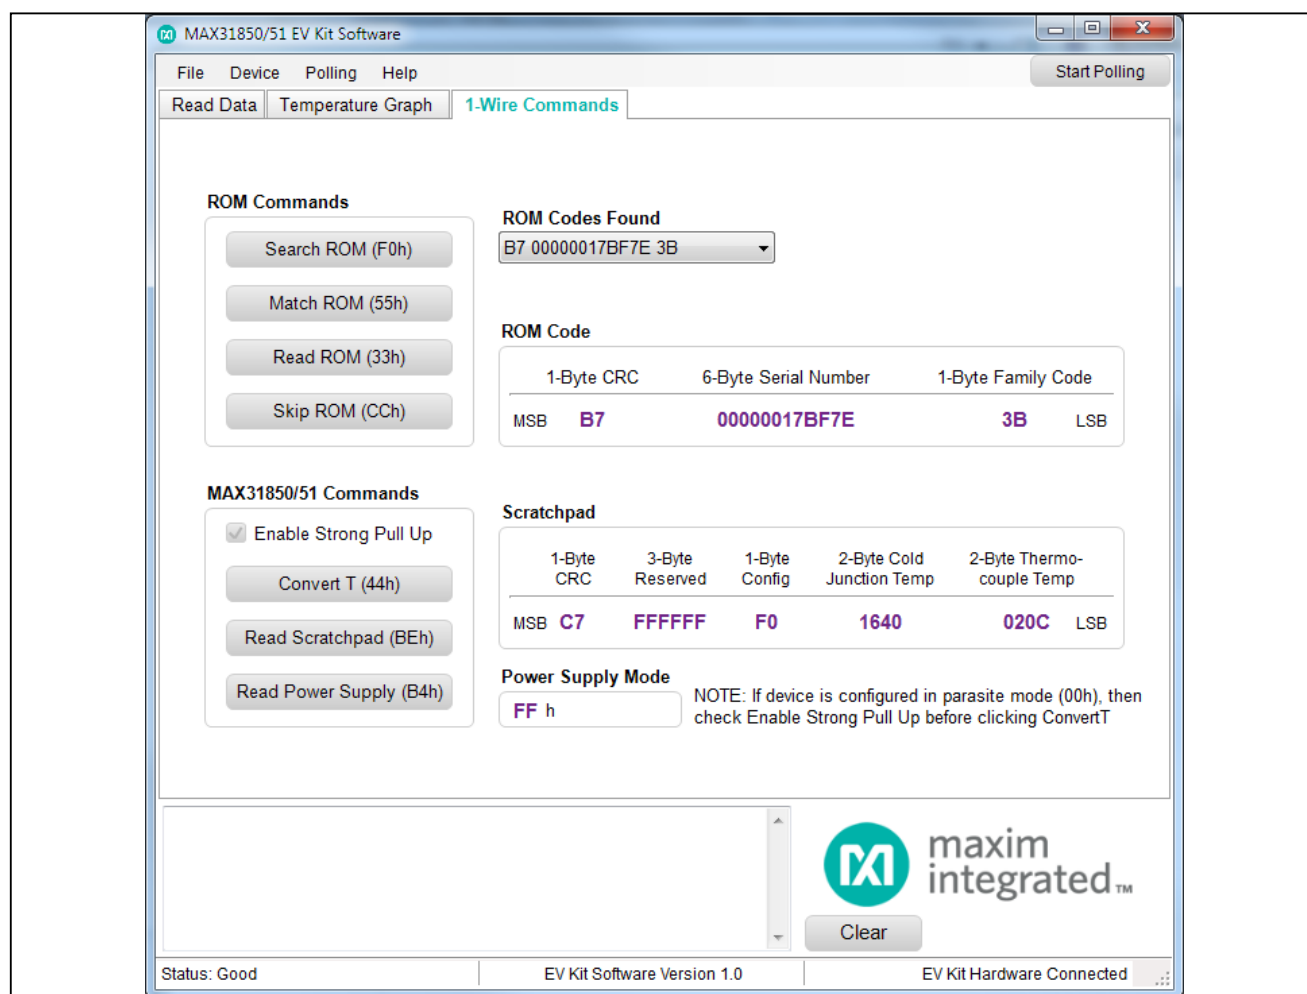 MAX31850/51 EV Kit Software
File Device Polling Help Start Polling
Read Data Temperature Graph 1-Wire Commands
ROM Commands
Search ROM (F0h)
Match ROM (55h)
Read ROM (33h)
Skip ROM (CCh)
ROM Codes Found
B7 00000017BF7E 3B
ROM Code
1-Byte CRC 6-Byte Serial Number 1-Byte Family Code
MSB B7 00000017BF7E 3B LSB
MAX31850/51 Commands
Enable Strong Pull Up
Convert T (44h)
Read Scratchpad (BEh)
Read Power Supply (B4h)
Scratchpad
1-Byte 3-Byte 1-Byte 2-Byte Cold 2-Byte Thermo-
CRC Reserved Config Junction Temp couple Temp
MSB C7 FFFFFF F0 1640 020C LSB
Power Supply Mode
FF h
NOTE: If device is configured in parasite mode (00h), then
check Enable Strong Pull Up before clicking ConvertT
maxim
integrated™
Clear
Status: Good EV Kit Software Version 1.0 EV Kit Hardware Connected